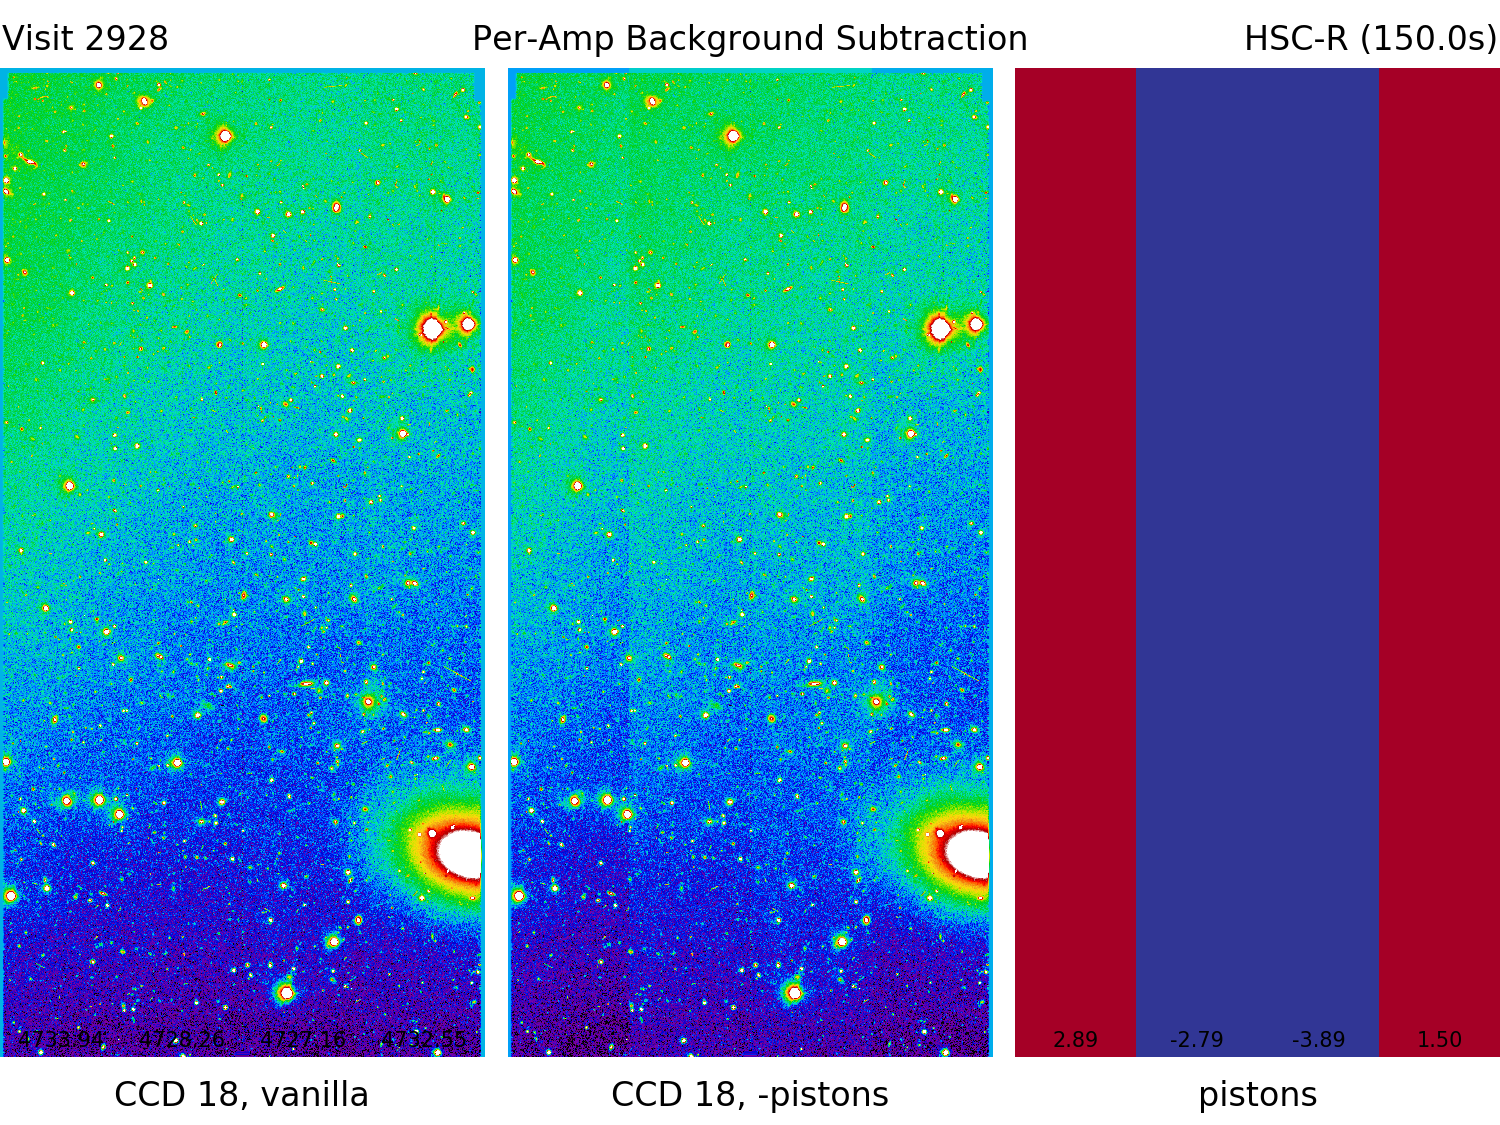 Visit 2928 Per-Amp Background Subtraction HSC-R (150.0s)
4733.94 4728.26 4727.16 4732.55 2.89 -2.79 -3.89 1.50
CCD 18, vanilla CCD 18, -pistons pistons